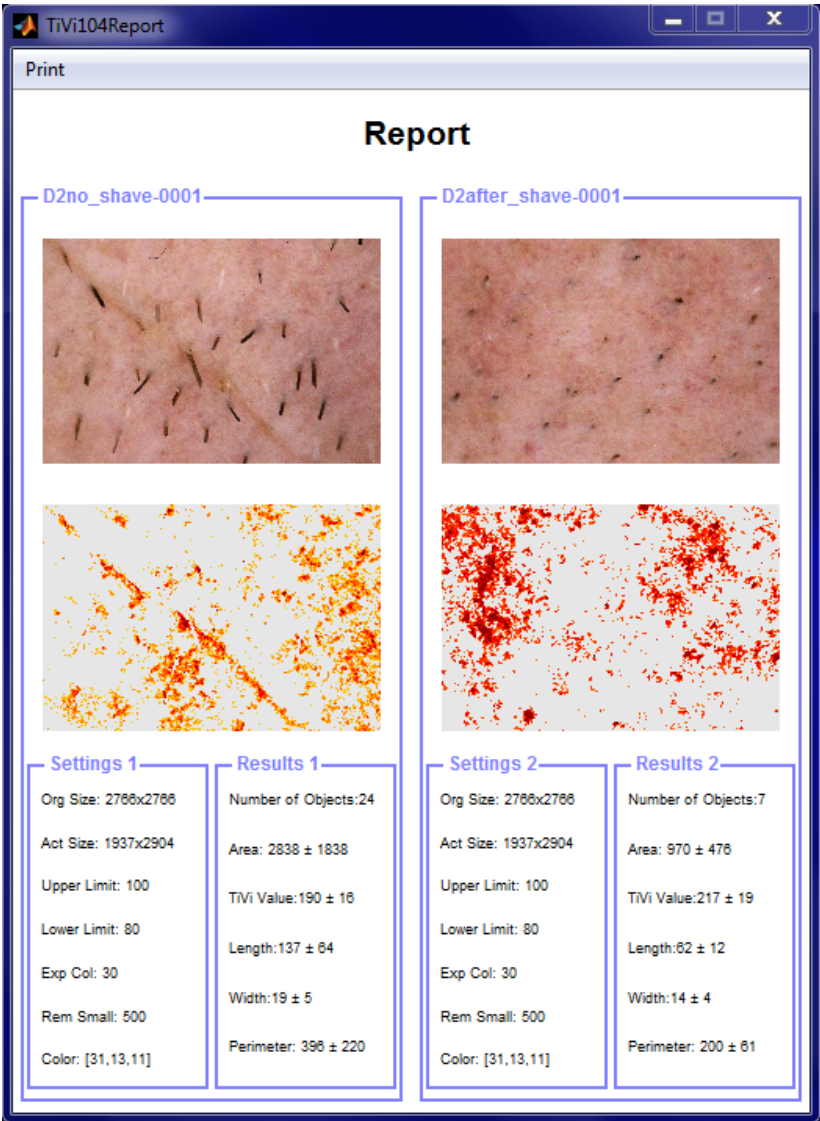 TiVi104Report
Print
Report
D2no_shave-0001
Settings 1
Org Size: 2766x2766
Act Size: 1937x2904
Upper Limit: 100
Lower Limit: 80
Exp Col: 30
Rem Small: 500
Color: [31,13,11]
Results 1
Number of Objects:24
Area: 2838 ± 1838
TiVi Value:190 ± 16
Length:137 ± 64
Width:19 ± 5
Perimeter: 396 ± 220
D2after_shave-0001
Settings 2
Org Size: 2766x2766
Act Size: 1937x2904
Upper Limit: 100
Lower Limit: 80
Exp Col: 30
Rem Small: 500
Color: [31,13,11]
Results 2
Number of Objects:7
Area: 970 ± 476
TiVi Value:217 ± 19
Length:62 ± 12
Width:14 ± 4
Perimeter: 200 ± 61